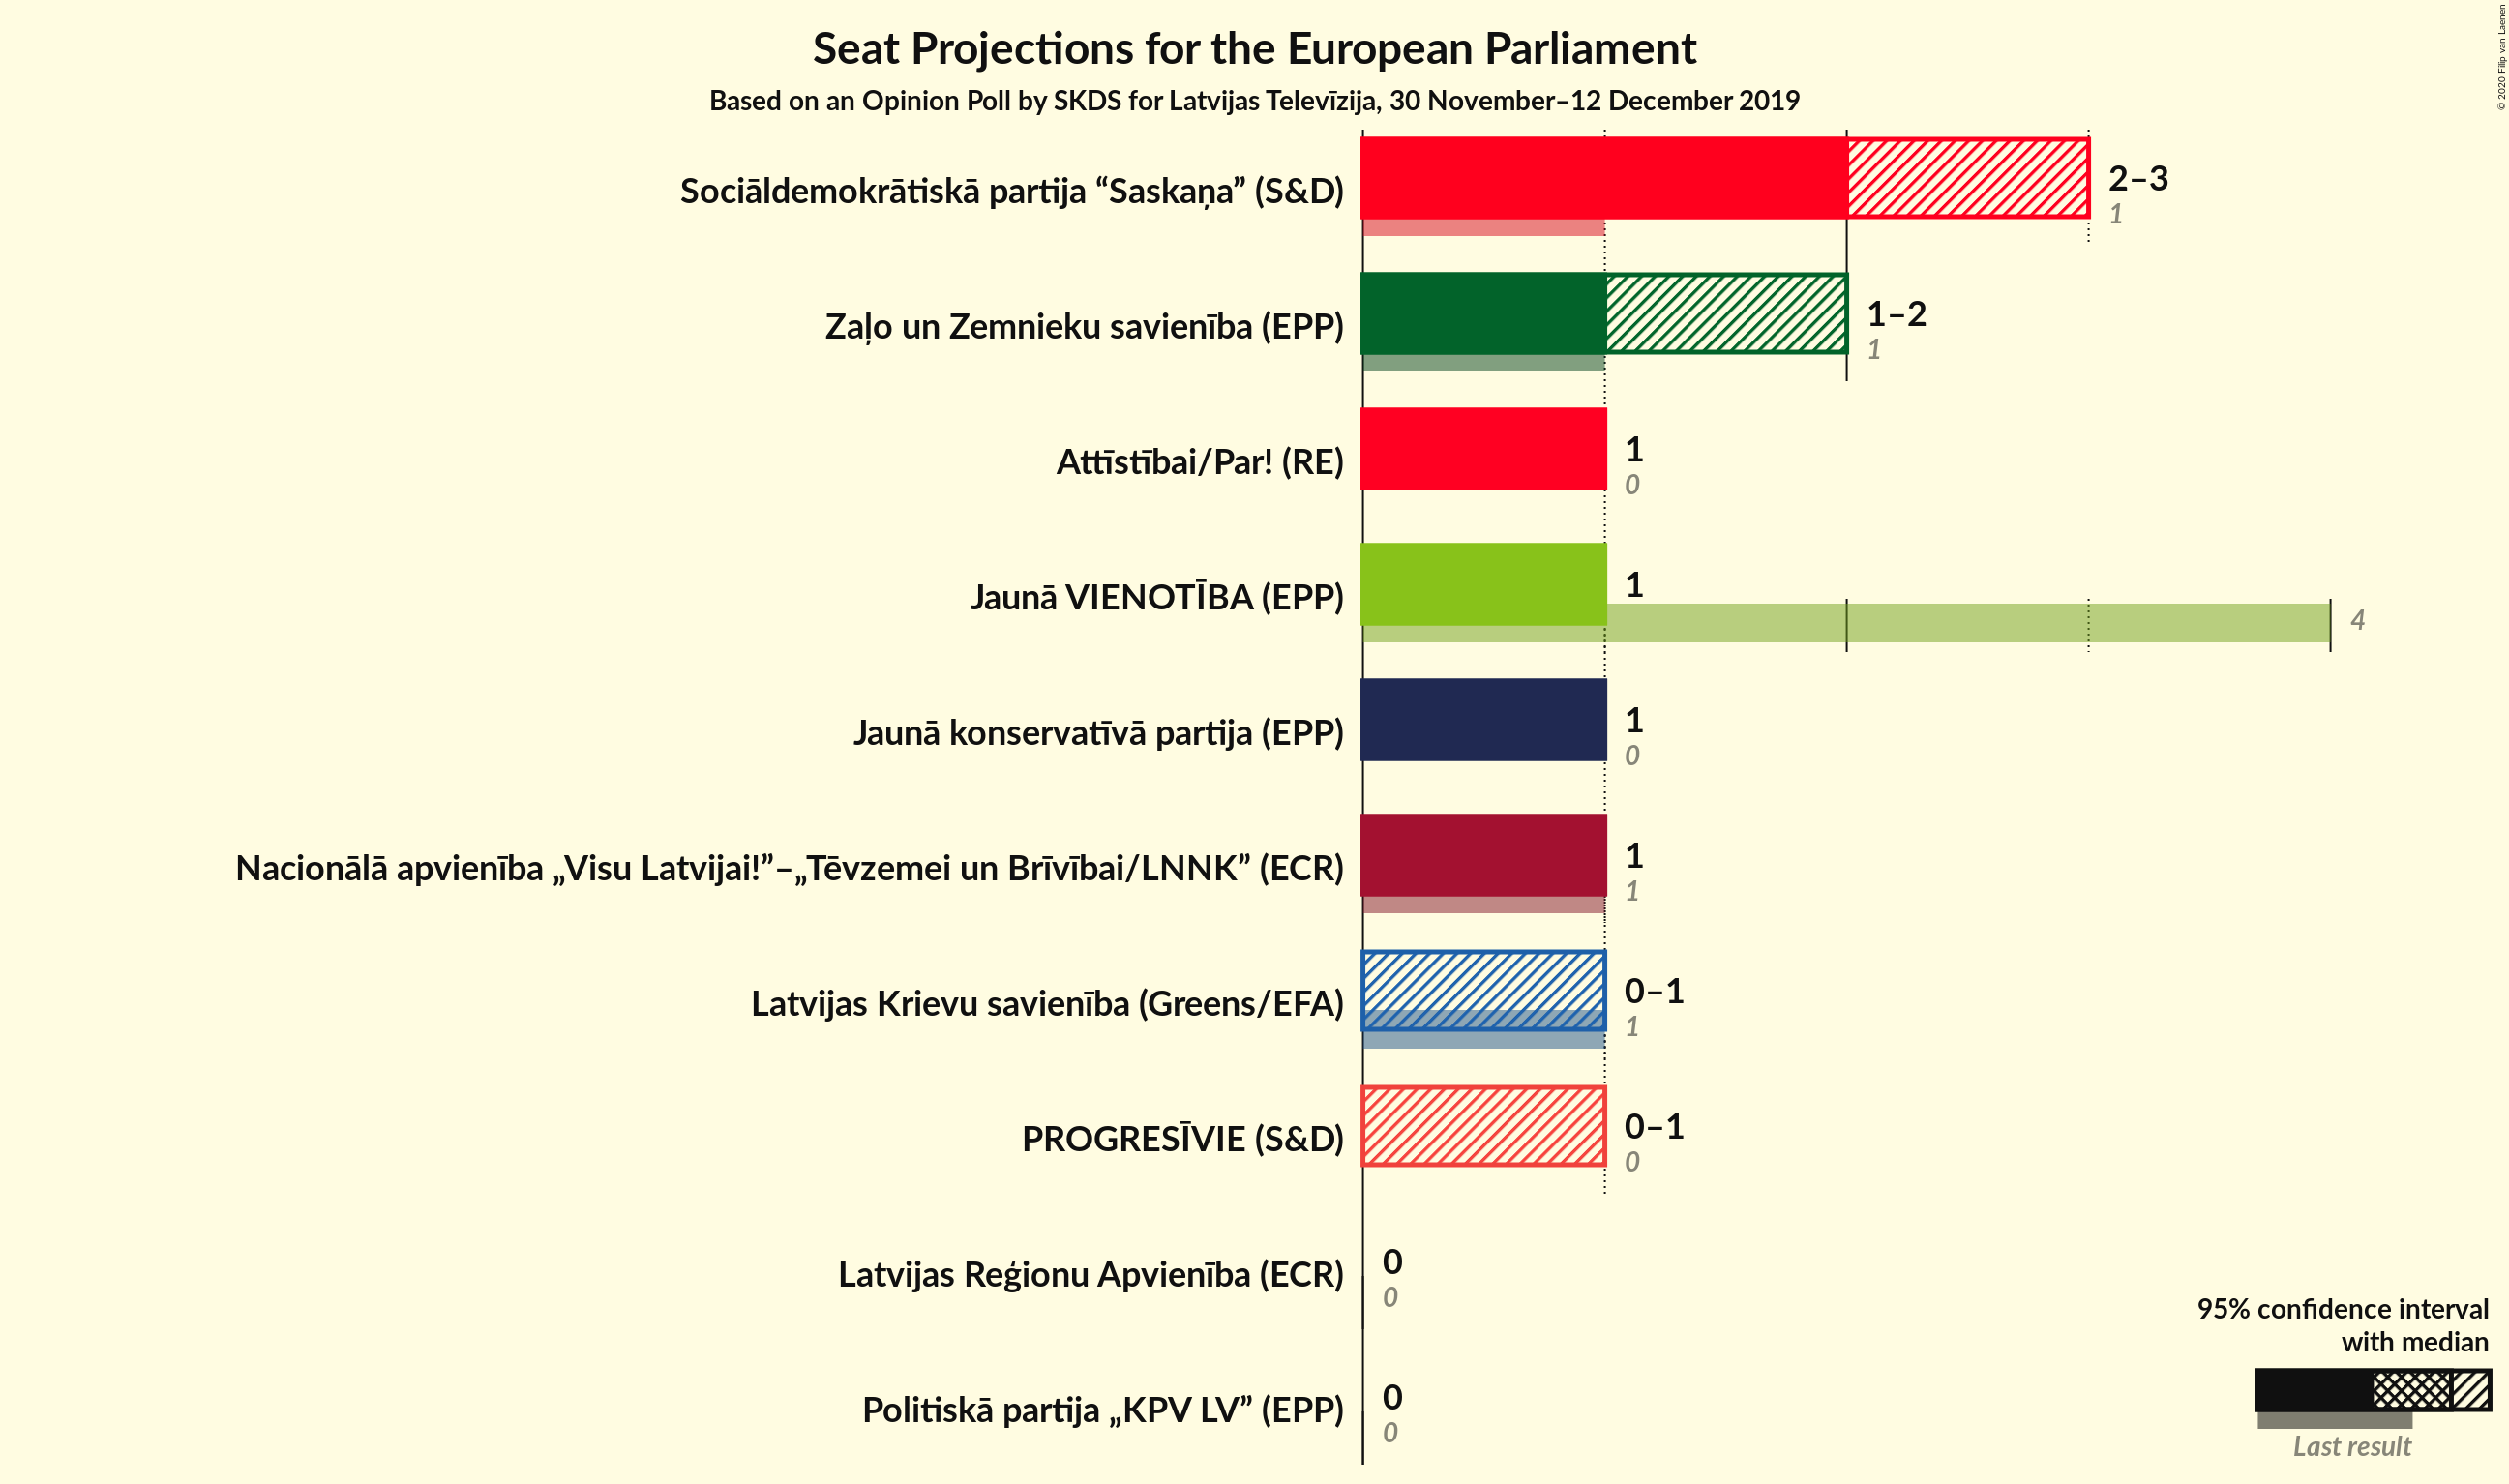 Seat Projections for the European Parliament
Based on an Opinion Poll by SKDS for Latvijas Televīzija, 30 November–12 December 2019
© 2020 Filip van Laenen
Sociāldemokrātiskā partija “Saskaņa” (S&D)
2–3
1
Zaļo un Zemnieku savienība (EPP)
1–2
1
Attīstībai/Par! (RE)
1
0
Jaunā VIENOTĪBA (EPP)
1
4
Jaunā konservatīvā partija (EPP)
1
0
Nacionālā apvienība „Visu Latvijai!”–„Tēvzemei un Brīvībai/LNNK” (ECR)
1
1
Latvijas Krievu savienība (Greens/EFA)
0–1
1
PROGRESĪVIE (S&D)
0–1
0
Latvijas Reģionu Apvienība (ECR)
0
0
Politiskā partija „KPV LV” (EPP)
0
0
95% confidence interval
with median
Last result